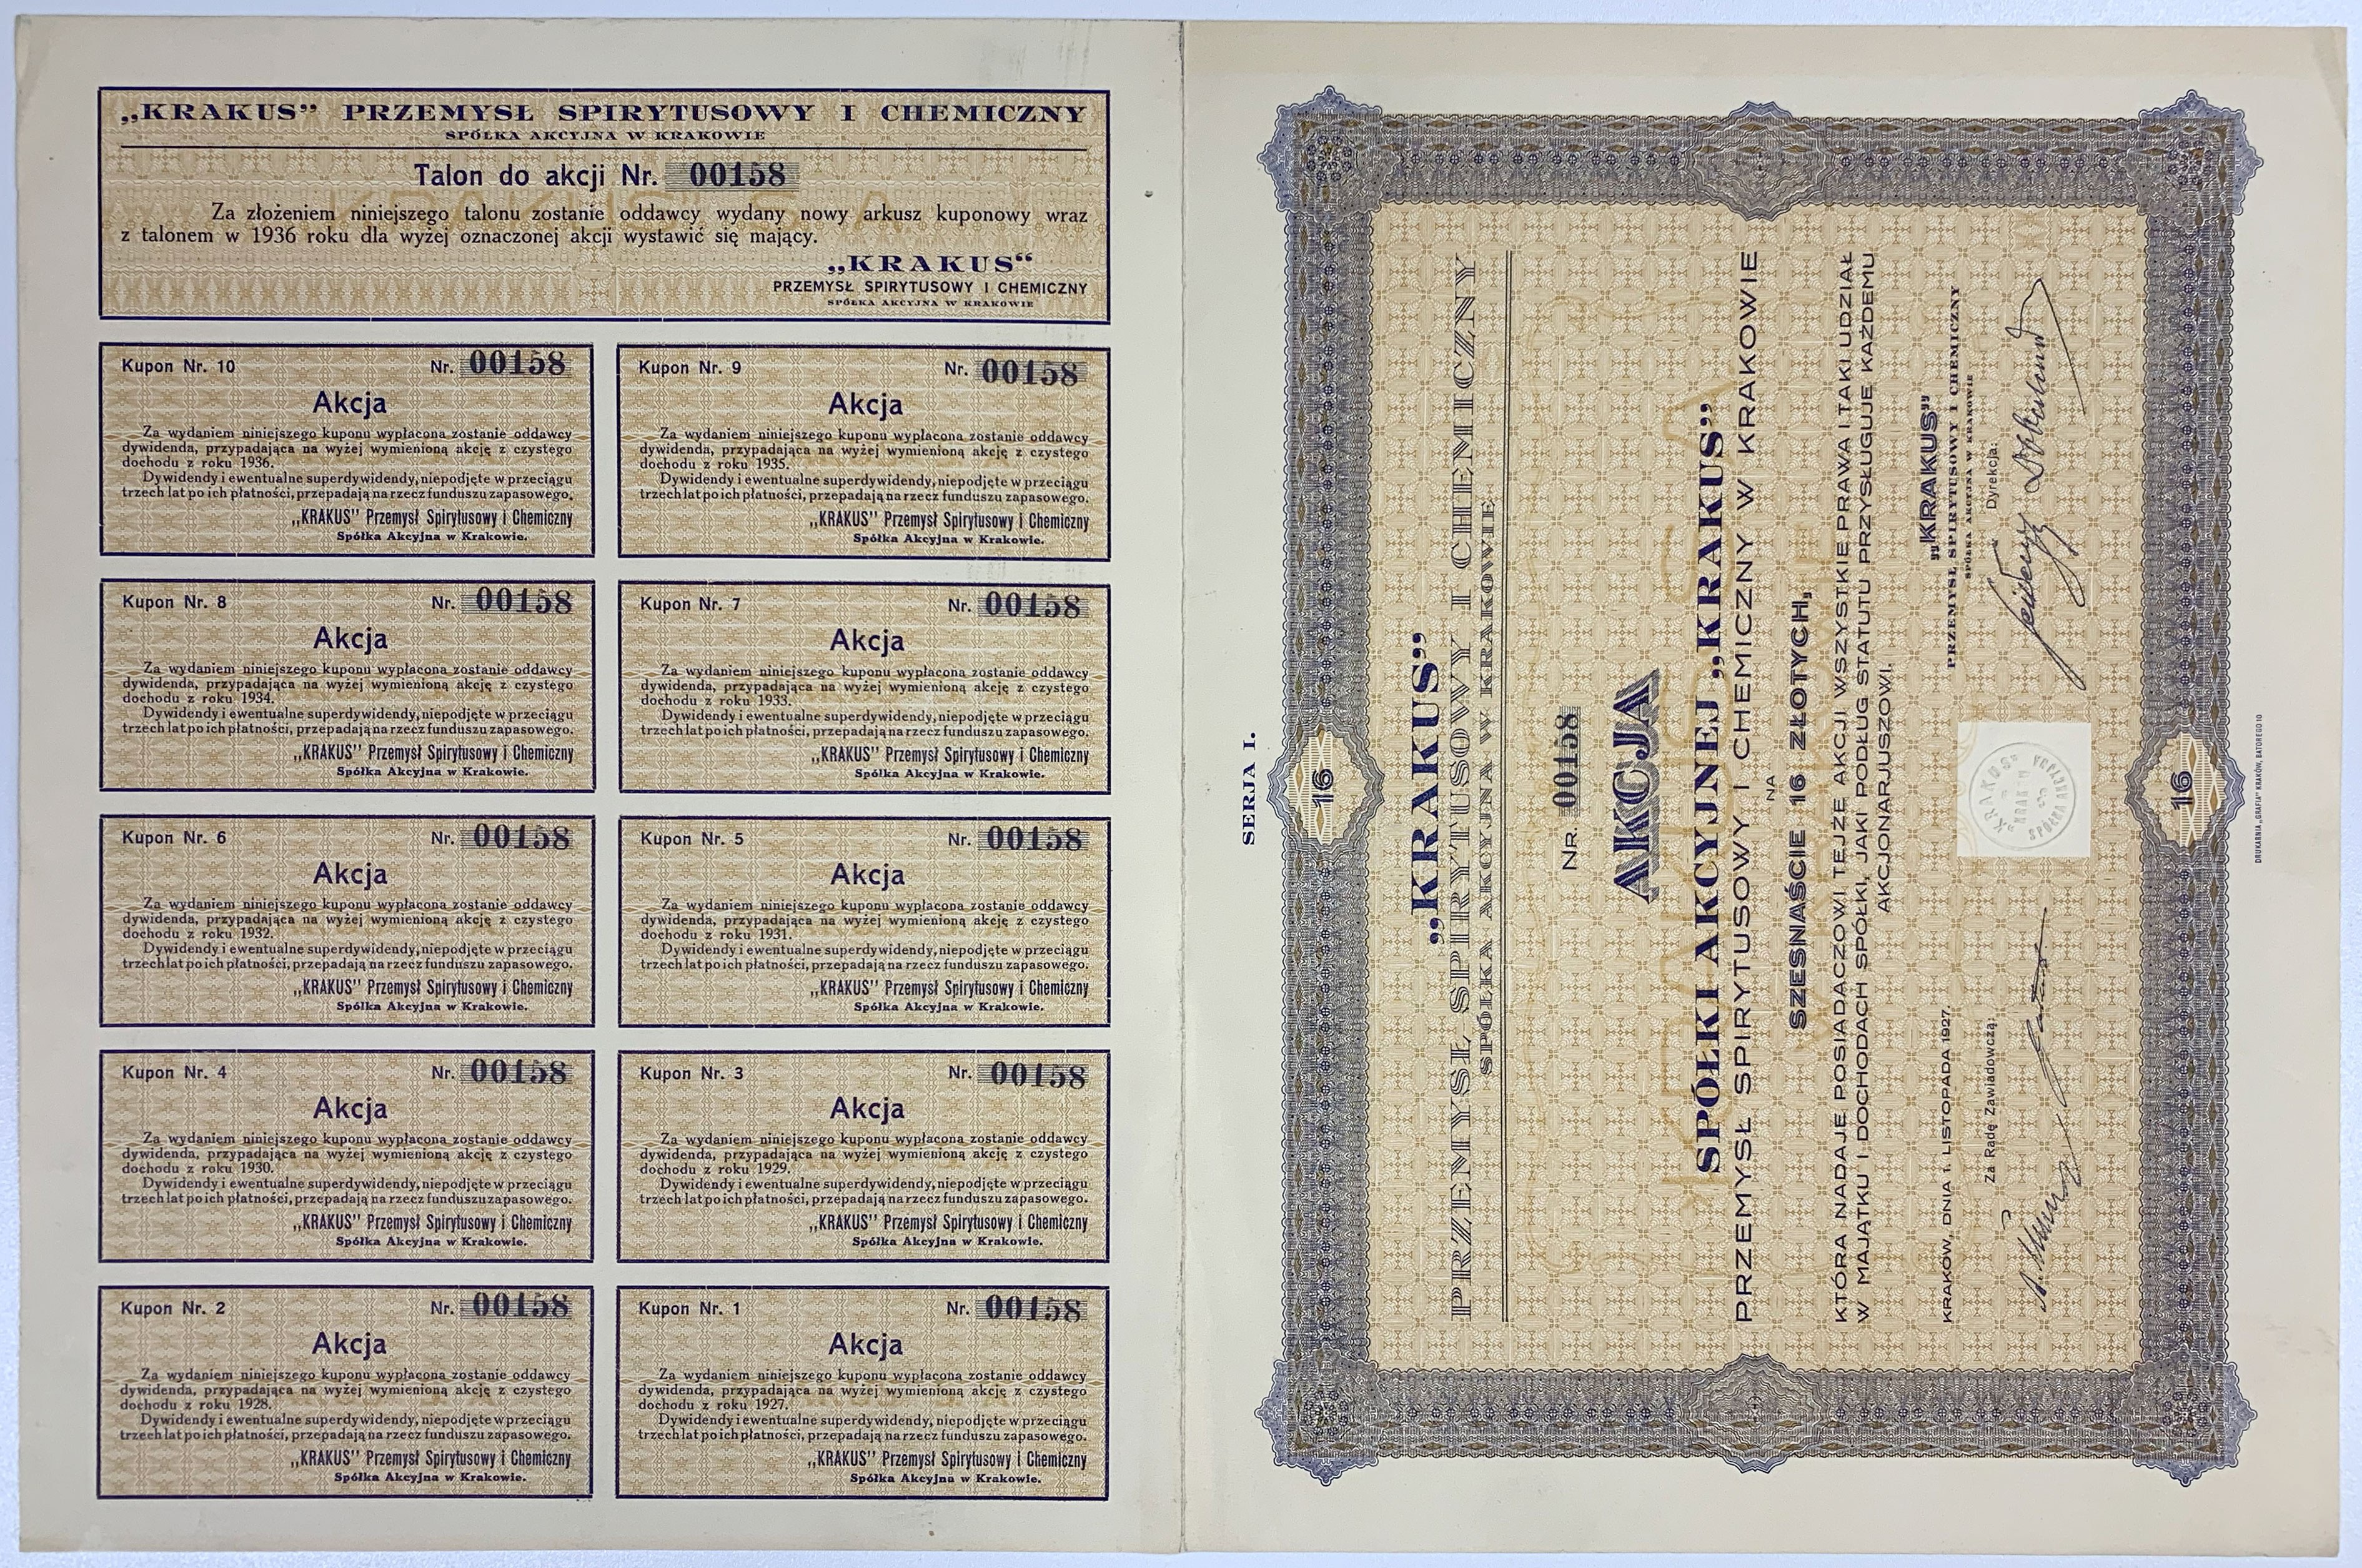 „KRAKUS” PRZEMYSŁ SPIRYTUSOWY I CHEMICZNY
SPÓŁKA AKCYJNA W KRAKOWIE
Talon do akcji Nr. 00158
Za złożeniem niniejszego talonu zostanie oddawcy wydany nowy arkusz kuponowy wraz
z talonem w 1936 roku dla wyżej oznaczonej akcji wystawić się mający.
„KRAKUS“
PRZEMYSŁ SPIRYTUSOWY I CHEMICZNY
SPÓŁKA AKCYJNA W KRAKOWIE
Kupon Nr. 10 Nr. 00158
Akcja
Za wydaniem niniejszego kuponu wypłacona zostanie oddawcy
dywidenda, przypadająca na wyżej wymienioną akcję z czystego
dochodu z roku 1936.
Dywidendy i ewentualne superdywidendy, niepodjęte w przeciągu
trzech lat po ich płatności, przepadają na rzecz funduszu zapasowego.
„KRAKUS” Przemysł Spirytusowy i Chemiczny
Spółka Akcyjna w Krakowie.
Kupon Nr. 9 Nr. 00158
Akcja
Za wydaniem niniejszego kuponu wypłacona zostanie oddawcy
dywidenda, przypadająca na wyżej wymienioną akcję z czystego
dochodu z roku 1935.
Dywidendy i ewentualne superdywidendy, niepodjęte w przeciągu
trzech lat po ich płatności, przepadają na rzecz funduszu zapasowego.
„KRAKUS” Przemysł Spirytusowy i Chemiczny
Spółka Akcyjna w Krakowie.
Kupon Nr. 8 Nr. 00158
Akcja
Za wydaniem niniejszego kuponu wypłacona zostanie oddawcy
dywidenda, przypadająca na wyżej wymienioną akcję z czystego
dochodu z roku 1934.
Dywidendy i ewentualne superdywidendy, niepodjęte w przeciągu
trzech lat po ich płatności, przepadają na rzecz funduszu zapasowego.
„KRAKUS” Przemysł Spirytusowy i Chemiczny
Spółka Akcyjna w Krakowie.
Kupon Nr. 7 Nr. 00158
Akcja
Za wydaniem niniejszego kuponu wypłacona zostanie oddawcy
dywidenda, przypadająca na wyżej wymienioną akcję z czystego
dochodu z roku 1933.
Dywidendy i ewentualne superdywidendy, niepodjęte w przeciągu
trzech lat po ich płatności, przepadają na rzecz funduszu zapasowego.
„KRAKUS” Przemysł Spirytusowy i Chemiczny
Spółka Akcyjna w Krakowie.
Kupon Nr. 6 Nr. 00158
Akcja
Za wydaniem niniejszego kuponu wypłacona zostanie oddawcy
dywidenda, przypadająca na wyżej wymienioną akcję z czystego
dochodu z roku 1932.
Dywidendy i ewentualne superdywidendy, niepodjęte w przeciągu
trzech lat po ich płatności, przepadają na rzecz funduszu zapasowego.
„KRAKUS” Przemysł Spirytusowy i Chemiczny
Spółka Akcyjna w Krakowie.
Kupon Nr. 5 Nr. 00158
Akcja
Za wydaniem niniejszego kuponu wypłacona zostanie oddawcy
dywidenda, przypadająca na wyżej wymienioną akcję z czystego
dochodu z roku 1931.
Dywidendy i ewentualne superdywidendy, niepodjęte w przeciągu
trzech lat po ich płatności, przepadają na rzecz funduszu zapasowego.
„KRAKUS” Przemysł Spirytusowy i Chemiczny
Spółka Akcyjna w Krakowie.
Kupon Nr. 4 Nr. 00158
Akcja
Za wydaniem niniejszego kuponu wypłacona zostanie oddawcy
dywidenda, przypadająca na wyżej wymienioną akcję z czystego
dochodu z roku 1930.
Dywidendy i ewentualne superdywidendy, niepodjęte w przeciągu
trzech lat po ich płatności, przepadają na rzecz funduszu zapasowego.
„KRAKUS” Przemysł Spirytusowy i Chemiczny
Spółka Akcyjna w Krakowie.
Kupon Nr. 3 Nr. 00158
Akcja
Za wydaniem niniejszego kuponu wypłacona zostanie oddawcy
dywidenda, przypadająca na wyżej wymienioną akcję z czystego
dochodu z roku 1929.
Dywidendy i ewentualne superdywidendy, niepodjęte w przeciągu
trzech lat po ich płatności, przepadają na rzecz funduszu zapasowego.
„KRAKUS” Przemysł Spirytusowy i Chemiczny
Spółka Akcyjna w Krakowie.
Kupon Nr. 2 Nr. 00158
Akcja
Za wydaniem niniejszego kuponu wypłacona zostanie oddawcy
dywidenda, przypadająca na wyżej wymienioną akcję z czystego
dochodu z roku 1928.
Dywidendy i ewentualne superdywidendy, niepodjęte w przeciągu
trzech lat po ich płatności, przepadają na rzecz funduszu zapasowego.
„KRAKUS” Przemysł Spirytusowy i Chemiczny
Spółka Akcyjna w Krakowie.
Kupon Nr. 1 Nr. 00158
Akcja
Za wydaniem niniejszego kuponu wypłacona zostanie oddawcy
dywidenda, przypadająca na wyżej wymienioną akcję z czystego
dochodu z roku 1927.
Dywidendy i ewentualne superdywidendy, niepodjęte w przeciągu
trzech lat po ich płatności, przepadają na rzecz funduszu zapasowego.
„KRAKUS” Przemysł Spirytusowy i Chemiczny
Spółka Akcyjna w Krakowie.
SERJA I.
16
„KRAKUS”
PRZEMYSŁ SPIRYTUSOWY I CHEMICZNY
SPÓŁKA AKCYJNA W KRAKOWIE
NR. 00158
AKCJA
SPÓŁKI AKCYJNEJ „KRAKUS”
PRZEMYSŁ SPIRYTUSOWY I CHEMICZNY W KRAKOWIE
NA
SZESNAŚCIE 16 ZŁOTYCH,
KTÓRA NADAJE POSIADACZOWI TEJŻE AKCJI WSZYSTKIE PRAWA I TAKI UDZIAŁ
W MAJĄTKU I DOCHODACH SPÓŁKI, JAKI PODŁUG STATUTU PRZYSŁUGUJE KAŻDEMU
AKCJONARJUSZOWI.
KRAKÓW, DNIA 1. LISTOPADA 1927.
„KRAKUS”
PRZEMYSŁ SPIRYTUSOWY I CHEMICZNY
SPÓŁKA AKCYJNA W KRAKOWIE
Za Radę Zawiadowczą:
Dyrekcja:
„KRAKUS”
SPÓŁKA AKCYJNA
16
DRUKARNIA „GRAFIA” KRAKÓW, BATOREGO 10